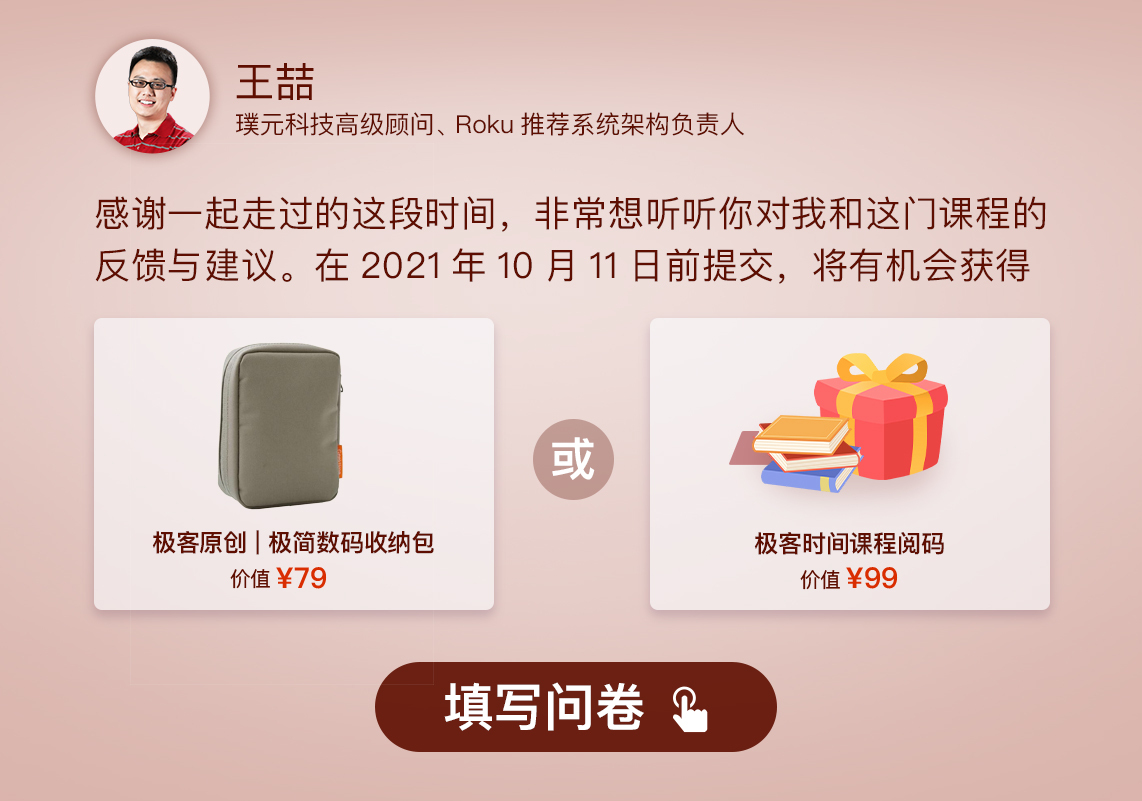 王喆
璞元科技高级顾问、Roku 推荐系统架构负责人
感谢一起走过的这段时间，非常想听听你对我和这门课程的
反馈与建议。在 2021 年 10 月 11 日前提交，将有机会获得
或
极客原创 | 极简数码收纳包
价值 ¥79
极客时间课程阅码
价值 ¥99
填写问卷